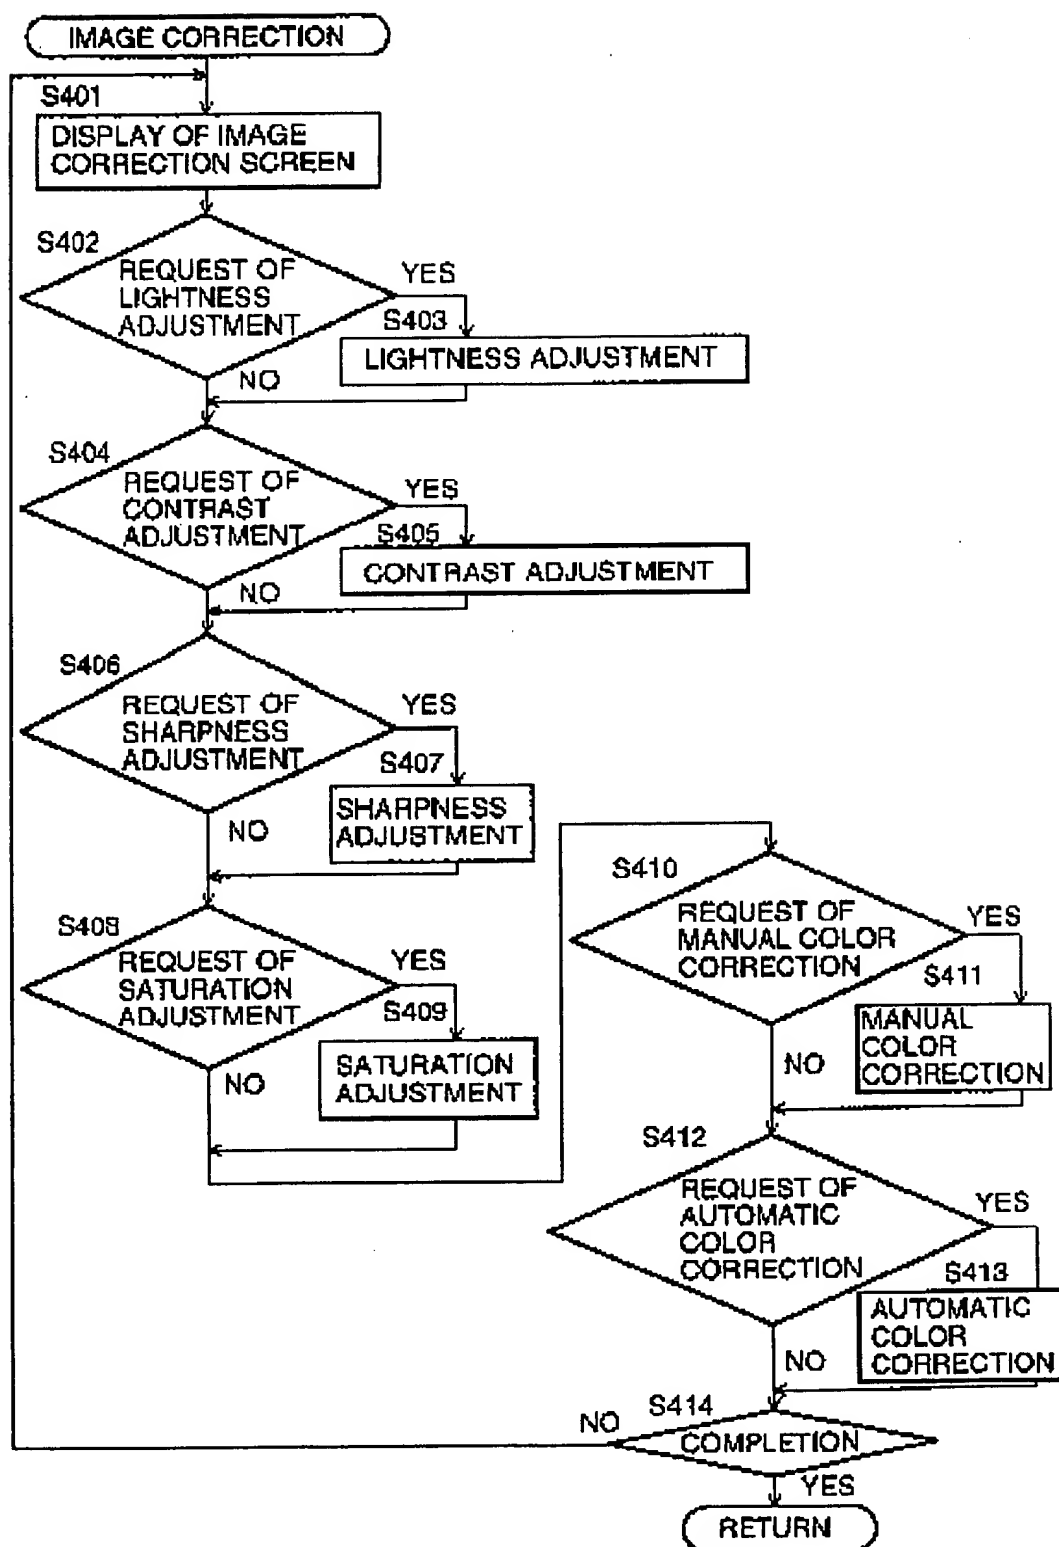 IMAGE CORRECTION
S401
DISPLAY OF IMAGE
CORRECTION SCREEN
S402
REQUEST OF
LIGHTNESS
ADJUSTMENT
YES
S403
LIGHTNESS ADJUSTMENT
NO
S404
REQUEST OF
CONTRAST
ADJUSTMENT
YES
S405
CONTRAST ADJUSTMENT
NO
S406
REQUEST OF
SHARPNESS
ADJUSTMENT
YES
S407
SHARPNESS
ADJUSTMENT
NO
S408
REQUEST OF
SATURATION
ADJUSTMENT
YES
S409
SATURATION
ADJUSTMENT
NO
S410
REQUEST OF
MANUAL COLOR
CORRECTION
YES
S411
MANUAL
COLOR
CORRECTION
NO
S412
REQUEST OF
AUTOMATIC
COLOR
CORRECTION
YES
S413
AUTOMATIC
COLOR
CORRECTION
NO
S414
NO
COMPLETION
YES
RETURN